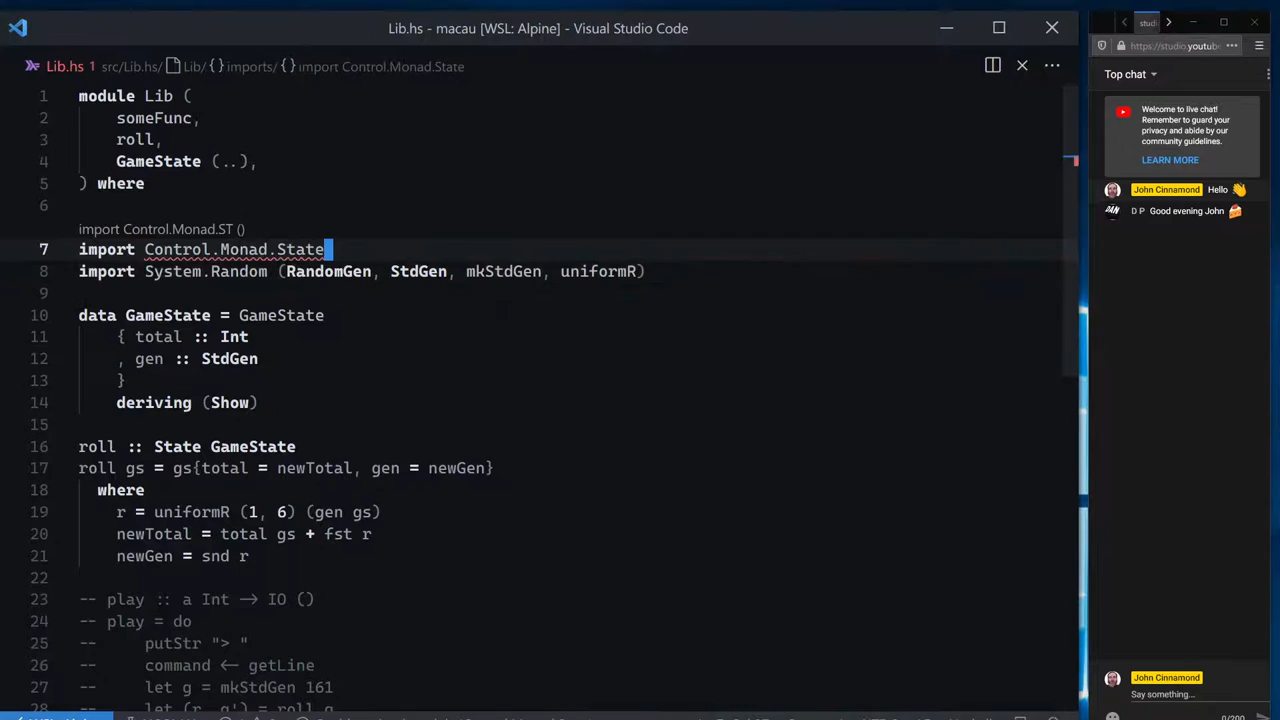 Lib.hs - macau [WSL: Alpine] - Visual Studio Code
Lib.hs 1 src/Lib.hs/ Lib/ {} imports/ {} import Control.Monad.State
1 module Lib (
2 someFunc,
3 roll,
4 GameState (..),
5 ) where
6
import Control.Monad.ST ()
7 import Control.Monad.State
8 import System.Random (RandomGen, StdGen, mkStdGen, uniformR)
9
10 data GameState = GameState
11 { total :: Int
12 , gen :: StdGen
13 }
14 deriving (Show)
15
16 roll :: State GameState
17 roll gs = gs{total = newTotal, gen = newGen}
18 where
19 r = uniformR (1, 6) (gen gs)
20 newTotal = total gs + fst r
21 newGen = snd r
22
23 -- play :: a Int -> IO ()
24 -- play = do
25 -- putStr "> "
26 -- command <- getLine
27 -- let g = mkStdGen 161
28 -- let (r, g') = roll g
studi
https://studio.youtube
Top chat
Welcome to live chat!
Remember to guard your
privacy and abide by our
community guidelines.
LEARN MORE
John Cinnamond Hello 👋
D P Good evening John 🍰
John Cinnamond
Say something...
0/200